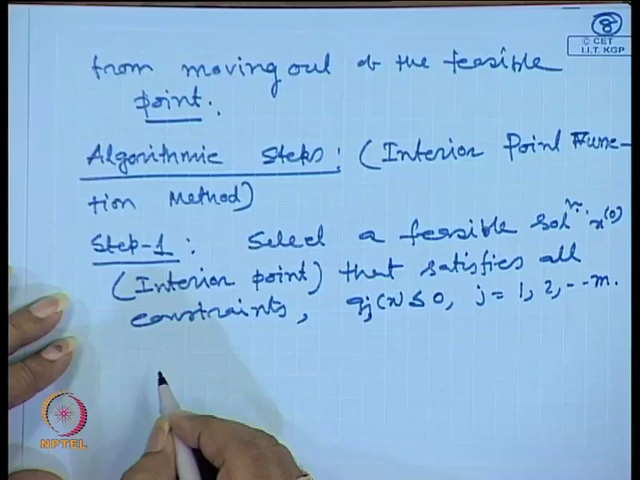 8
© CET
I.I.T. KGP
from moving out of the feasible
point.
Algorithmic Steps: (Interior Point Func-
tion Method)
Step-1: Select a feasible solⁿ. x⁽⁰⁾
(Interior point) that satisfies all
constraints, gj(x) ≤ 0, j = 1, 2, --- m.
NPTEL